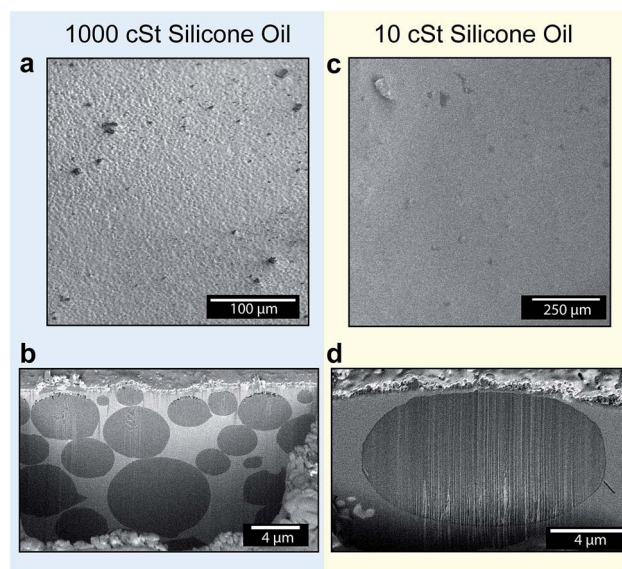 1000 cSt Silicone Oil
10 cSt Silicone Oil
a
c
100 µm
250 µm
b
d
4 µm
4 µm